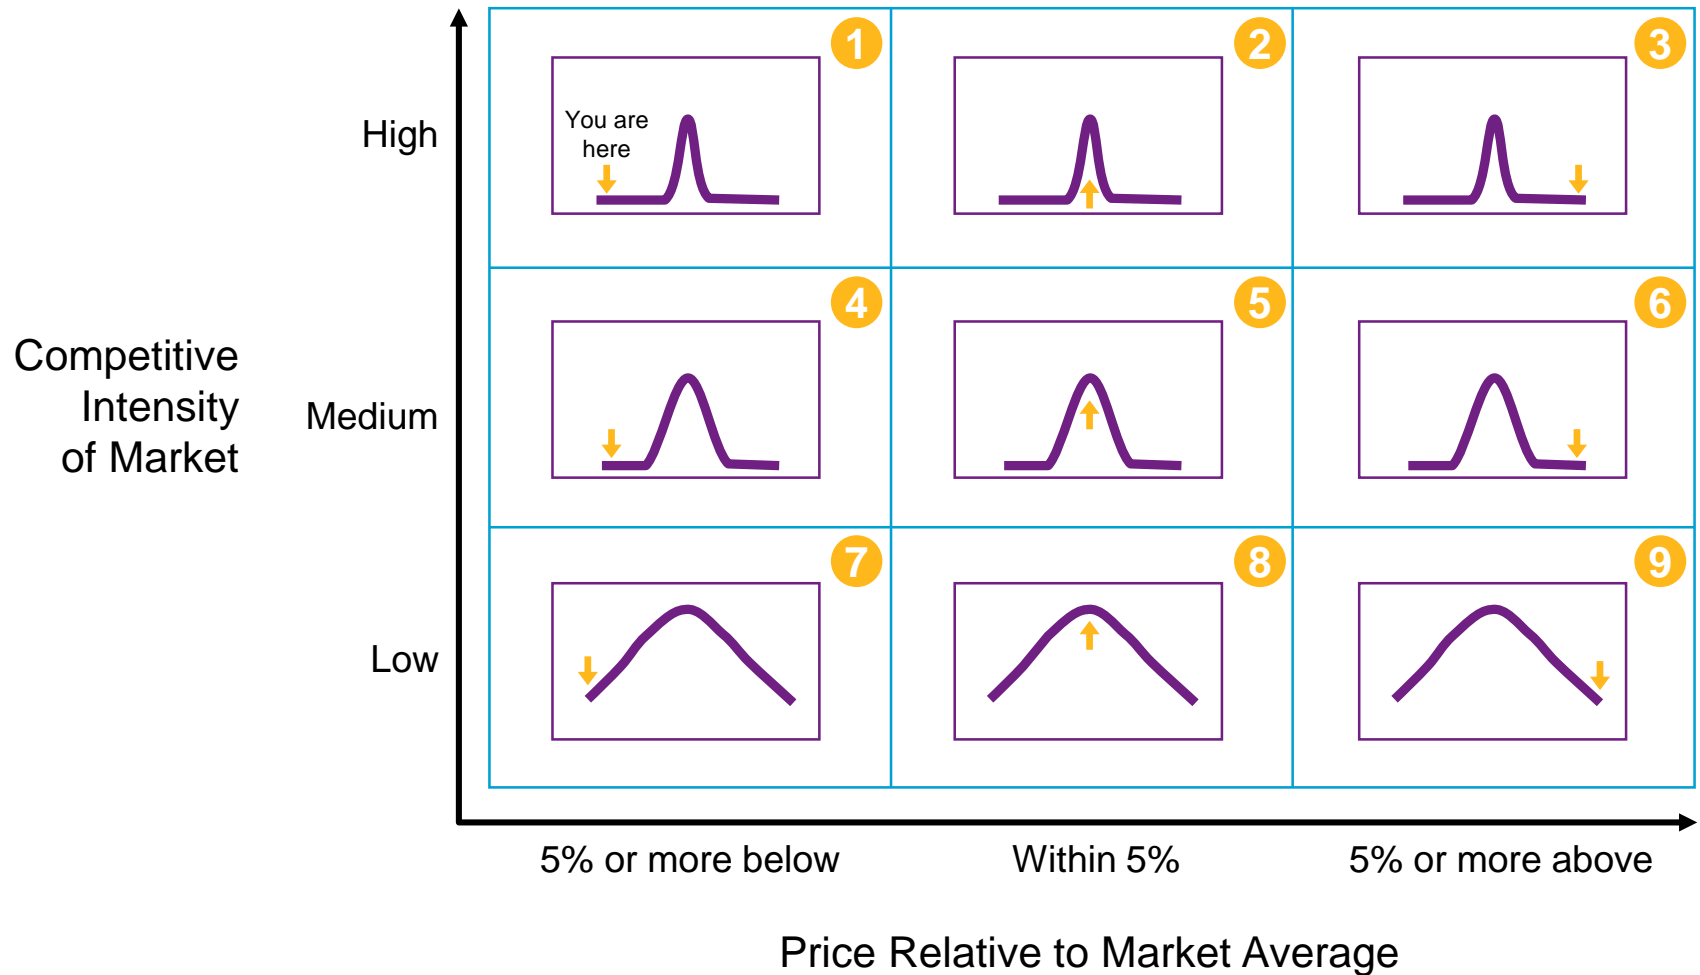 1
2
3
High
You are
here
4
5
6
Competitive
Intensity
of Market
Medium
7
8
9
Low
5% or more below
Within 5%
5% or more above
Price Relative to Market Average